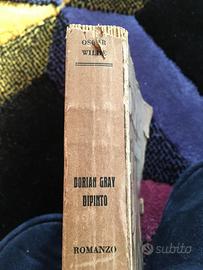 OSCAR
WILDE
DORIAN GRAY
DIPINTO
ROMANZO
subito